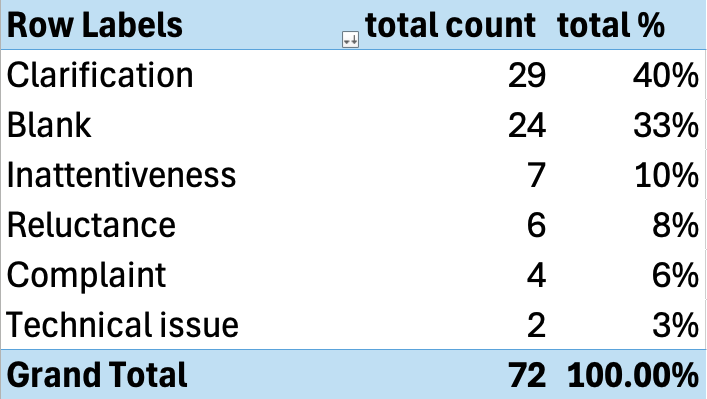 Row Labels total count total %
Clarification 29 40%
Blank 24 33%
Inattentiveness 7 10%
Reluctance 6 8%
Complaint 4 6%
Technical issue 2 3%
Grand Total 72 100.00%